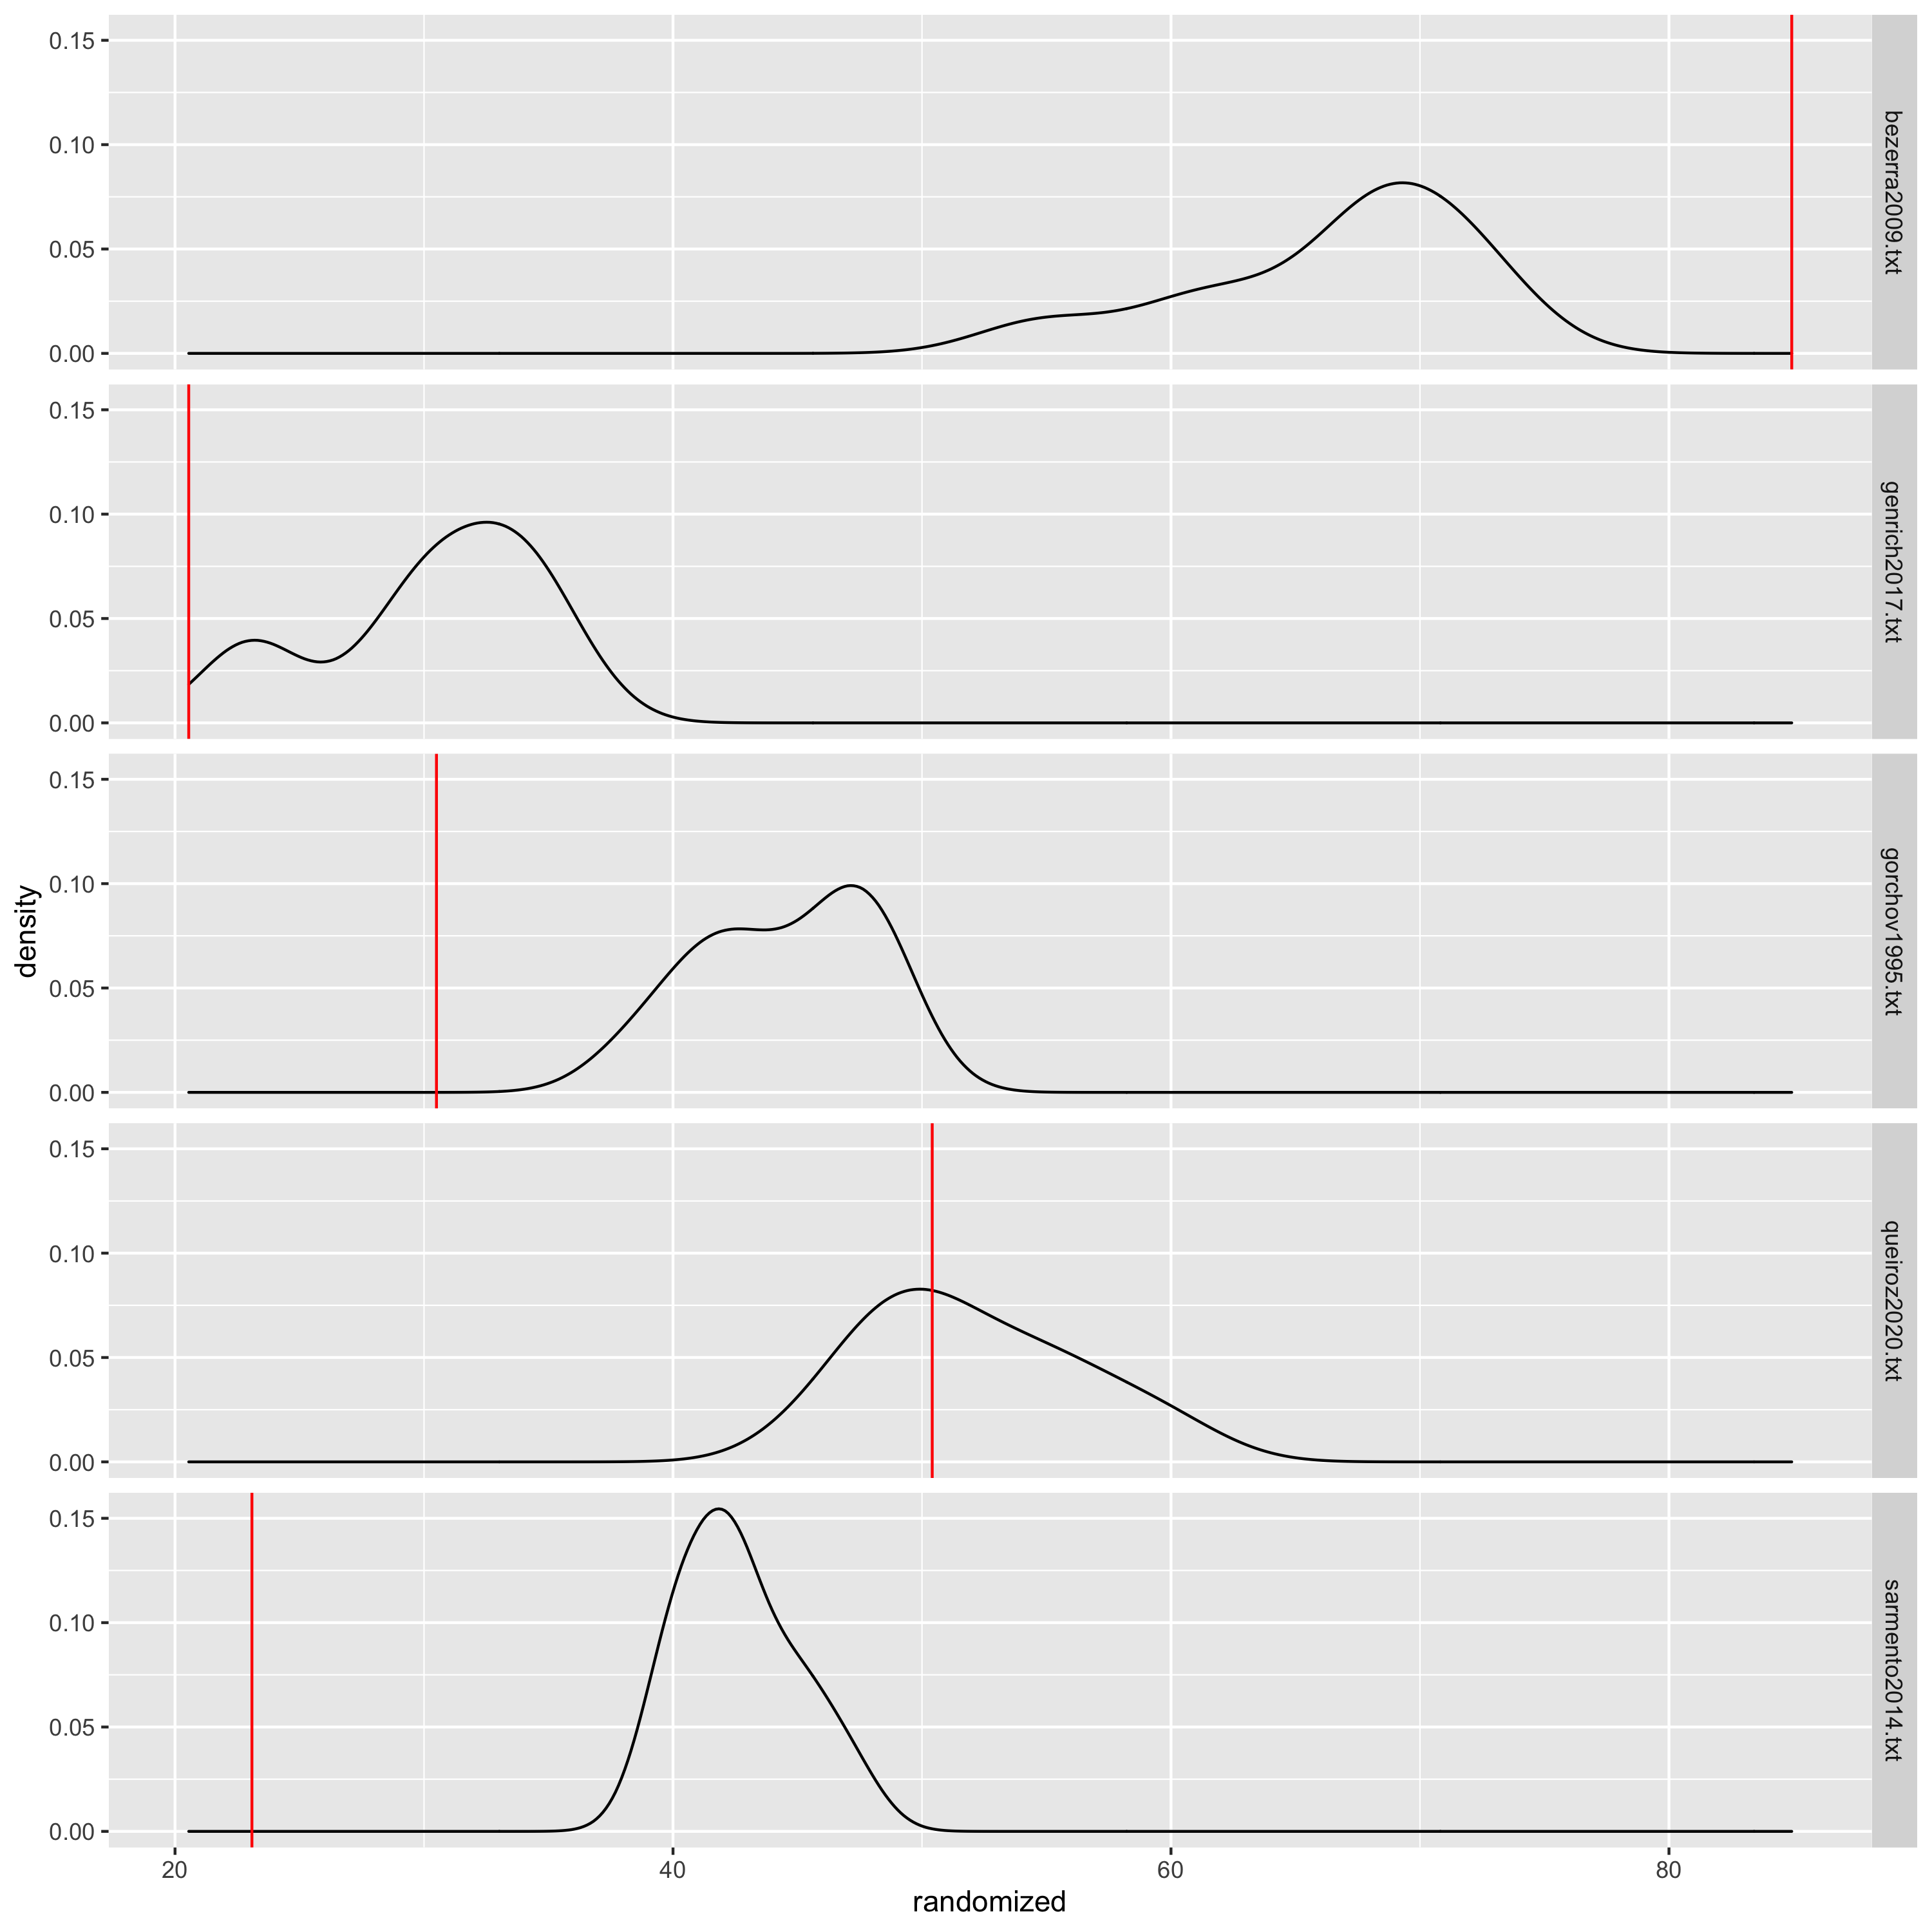 0.15
0.10
0.05
0.00
bezerra2009.txt
0.15
0.10
0.05
0.00
genrich2017.txt
0.15
0.10
0.05
0.00
gorchov1995.txt
0.15
0.10
0.05
0.00
queiroz2020.txt
0.15
0.10
0.05
0.00
sarmento2014.txt
density
20 40 60 80
randomized